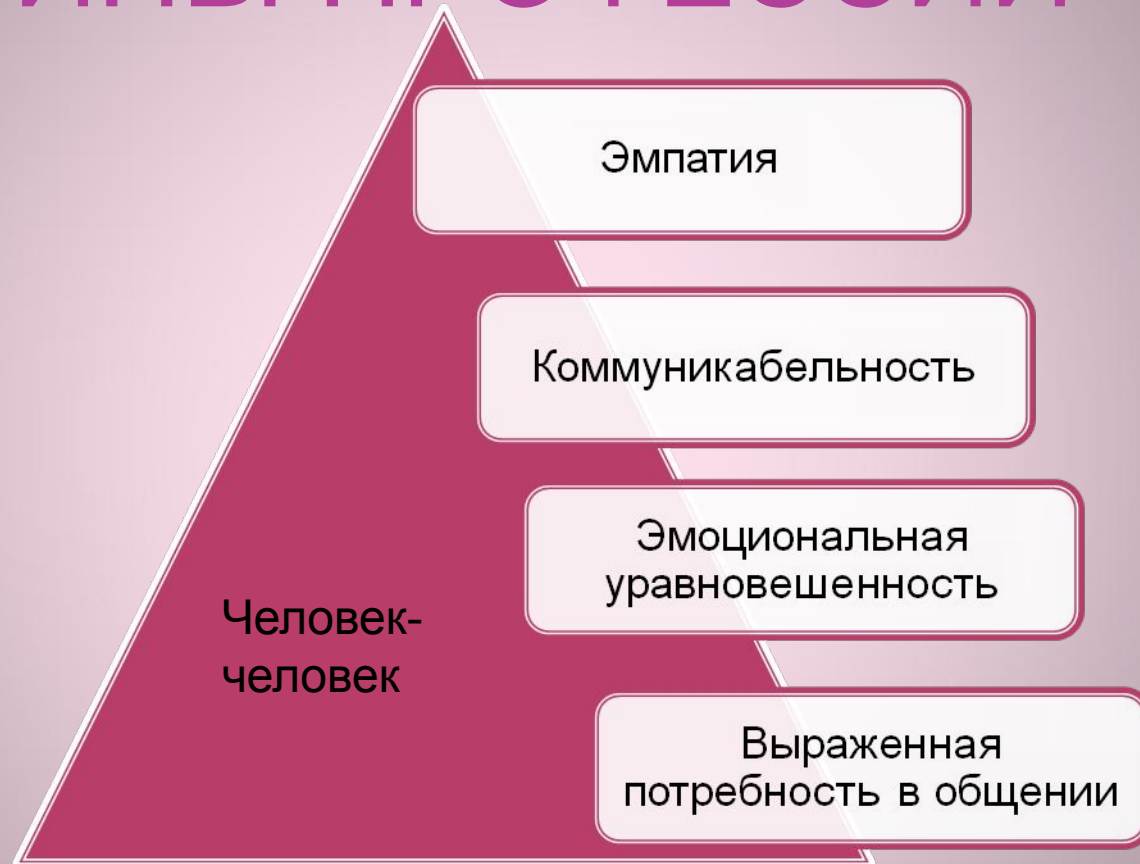 Эмпатия
Коммуникабельность
Эмоциональная
уравновешенность
Человек-
человек
Выраженная
потребность в общении